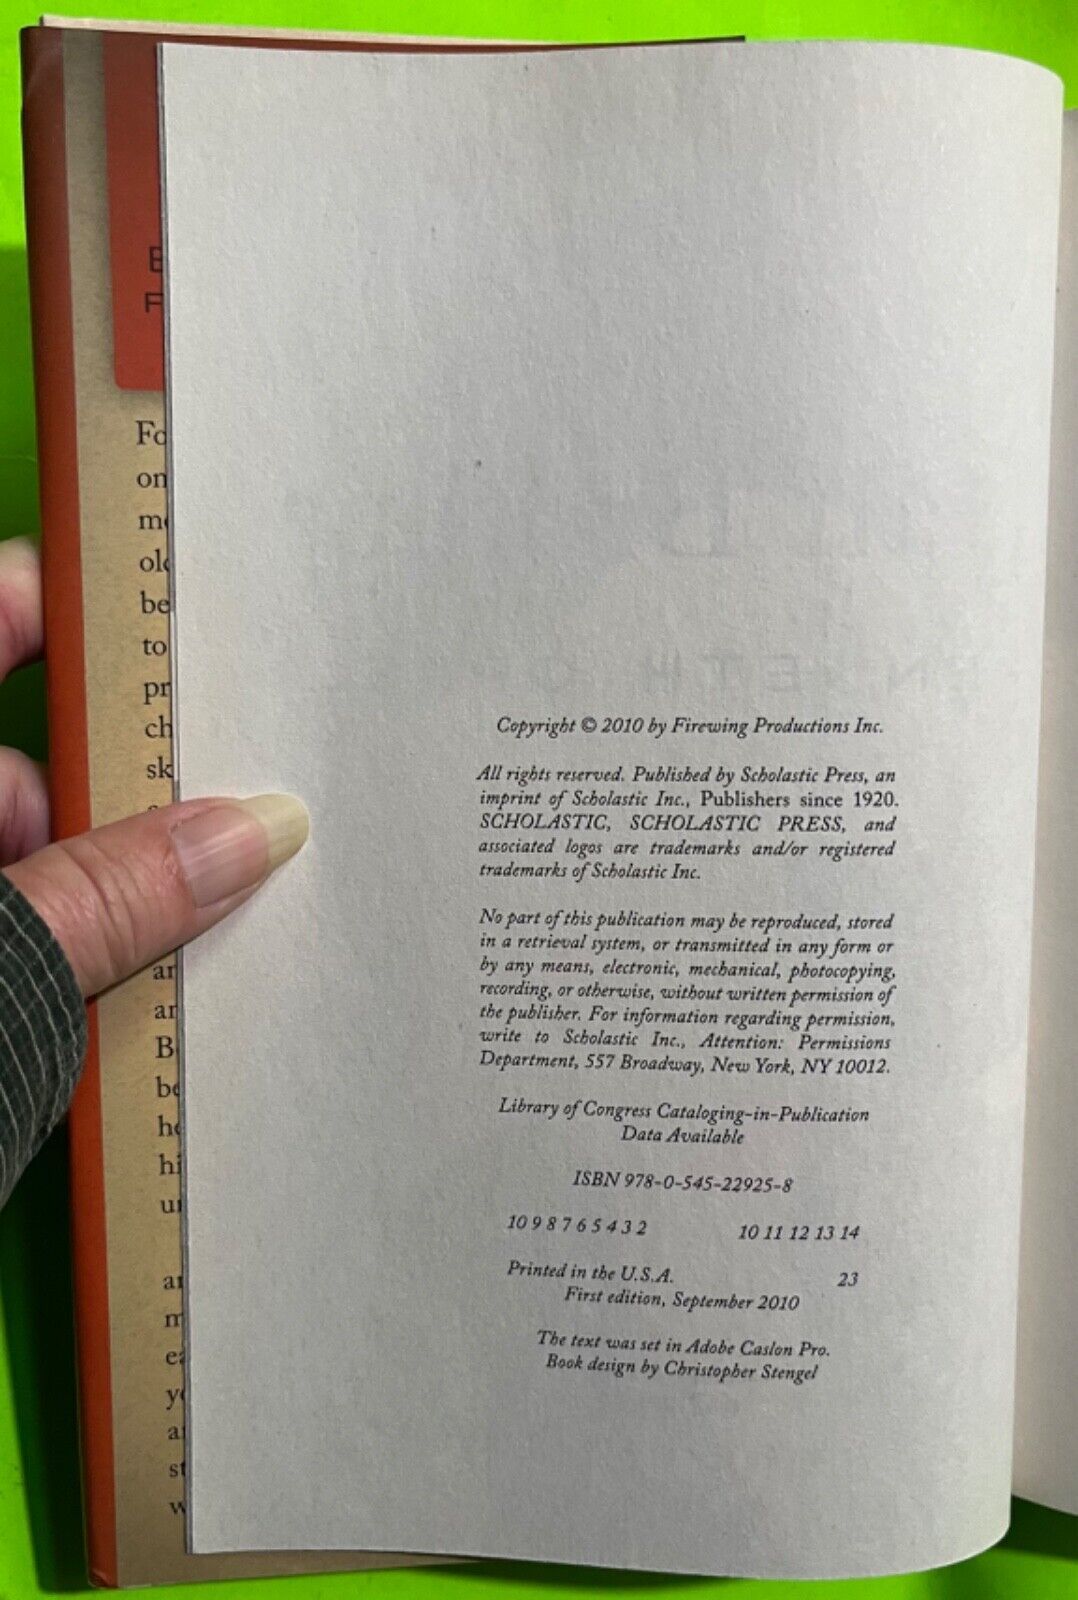 Copyright © 2010 by Firewing Productions Inc.
All rights reserved. Published by Scholastic Press, an
imprint of Scholastic Inc., Publishers since 1920.
SCHOLASTIC, SCHOLASTIC PRESS, and
associated logos are trademarks and/or registered
trademarks of Scholastic Inc.
No part of this publication may be reproduced, stored
in a retrieval system, or transmitted in any form or
by any means, electronic, mechanical, photocopying,
recording, or otherwise, without written permission of
the publisher. For information regarding permission,
write to Scholastic Inc., Attention: Permissions
Department, 557 Broadway, New York, NY 10012.
Library of Congress Cataloging-in-Publication
Data Available
ISBN 978-0-545-22925-8
10 9 8 7 6 5 4 3 2 10 11 12 13 14
Printed in the U.S.A. 23
First edition, September 2010
The text was set in Adobe Caslon Pro.
Book design by Christopher Stengel